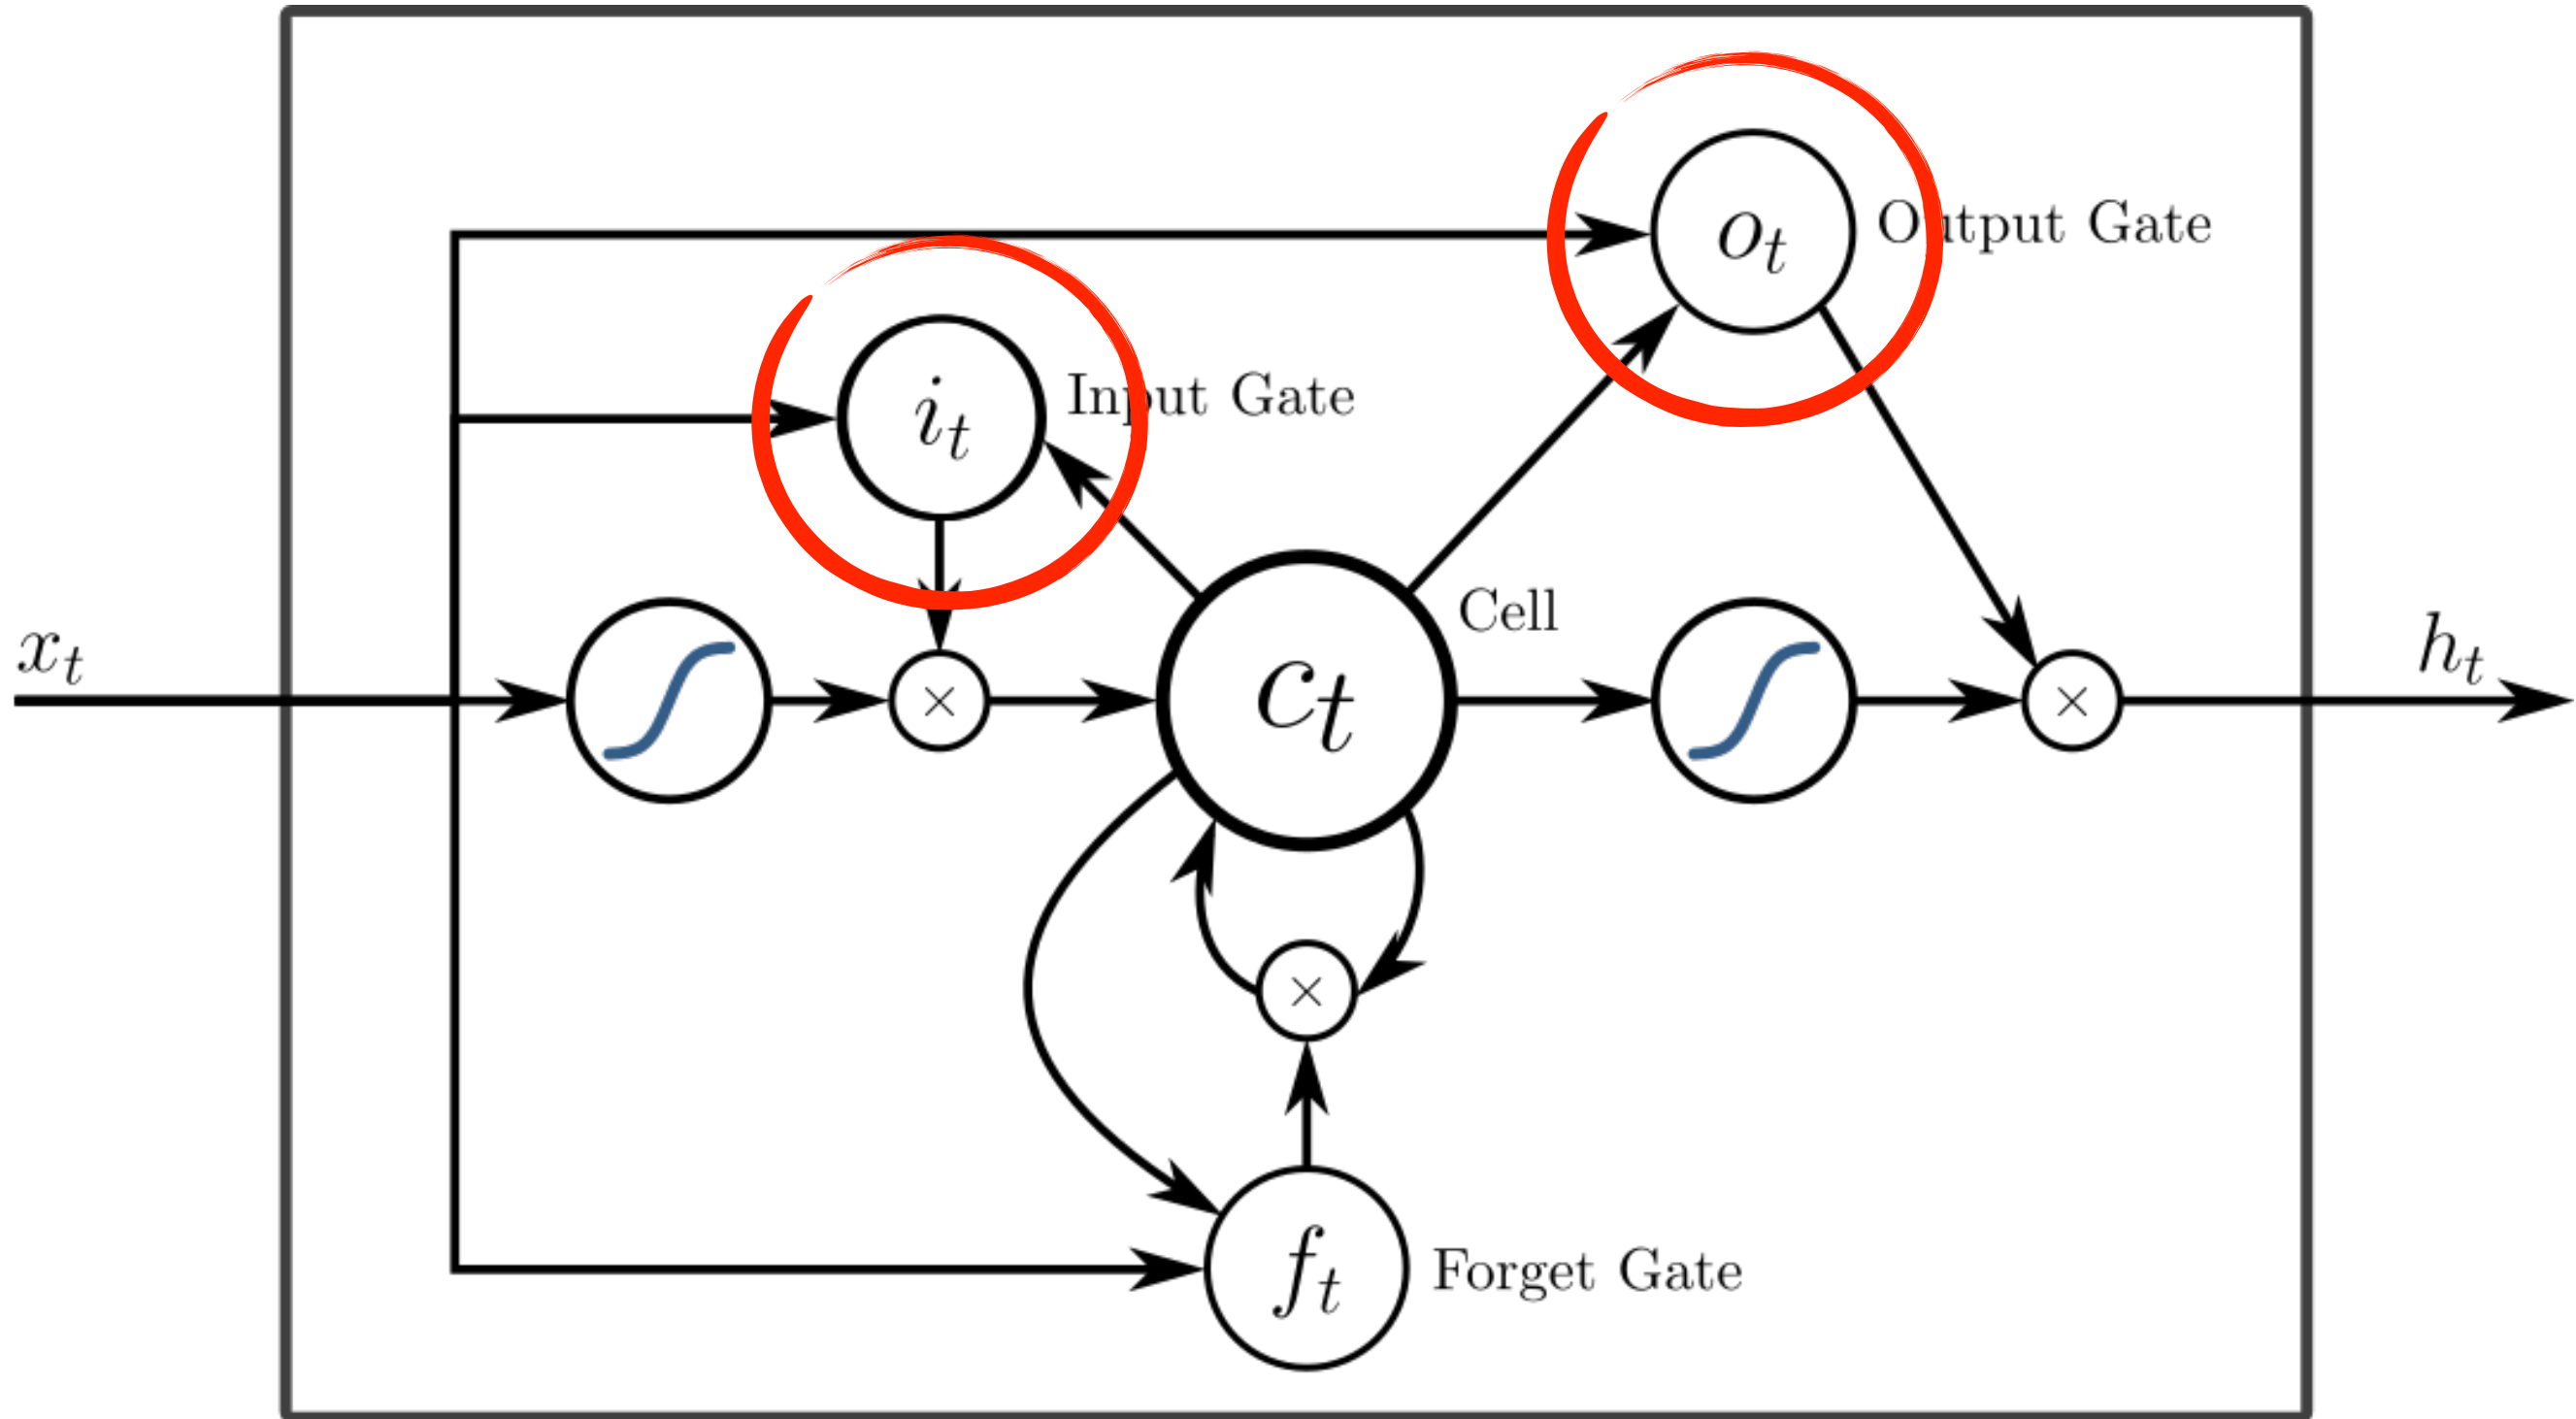 o_t Output Gate
i_t Input Gate
Cell
x_t
h_t
×
c_t
×
×
f_t Forget Gate